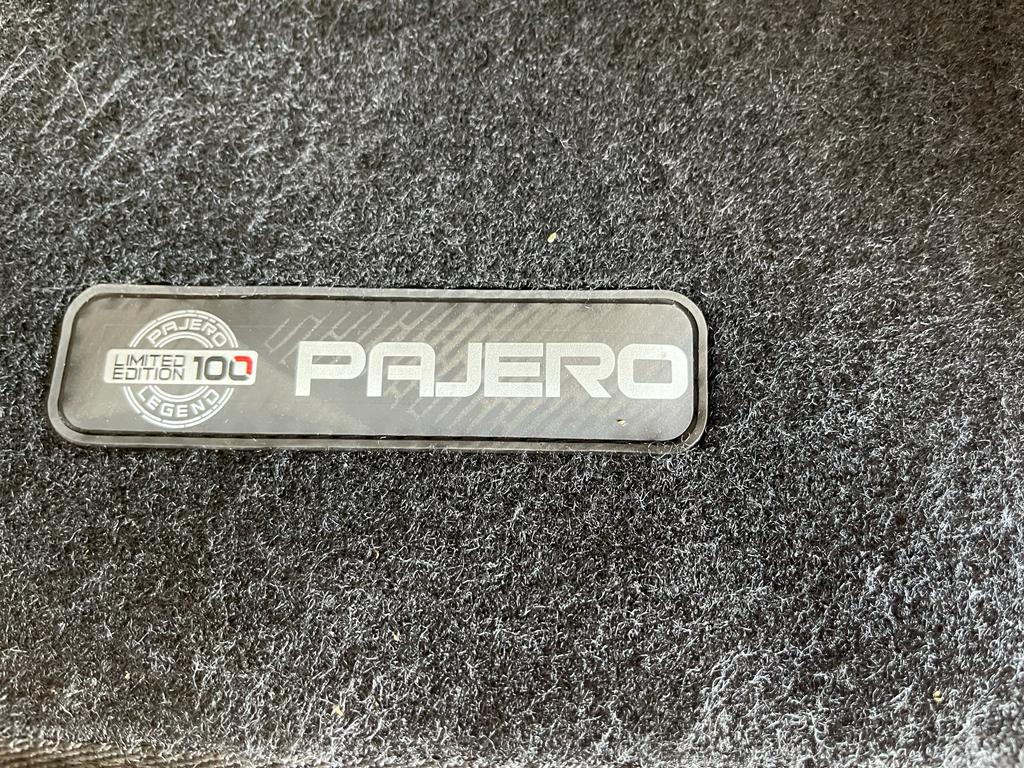 PAJERO
LIMITED
EDITION 100
LEGEND
PAJERO